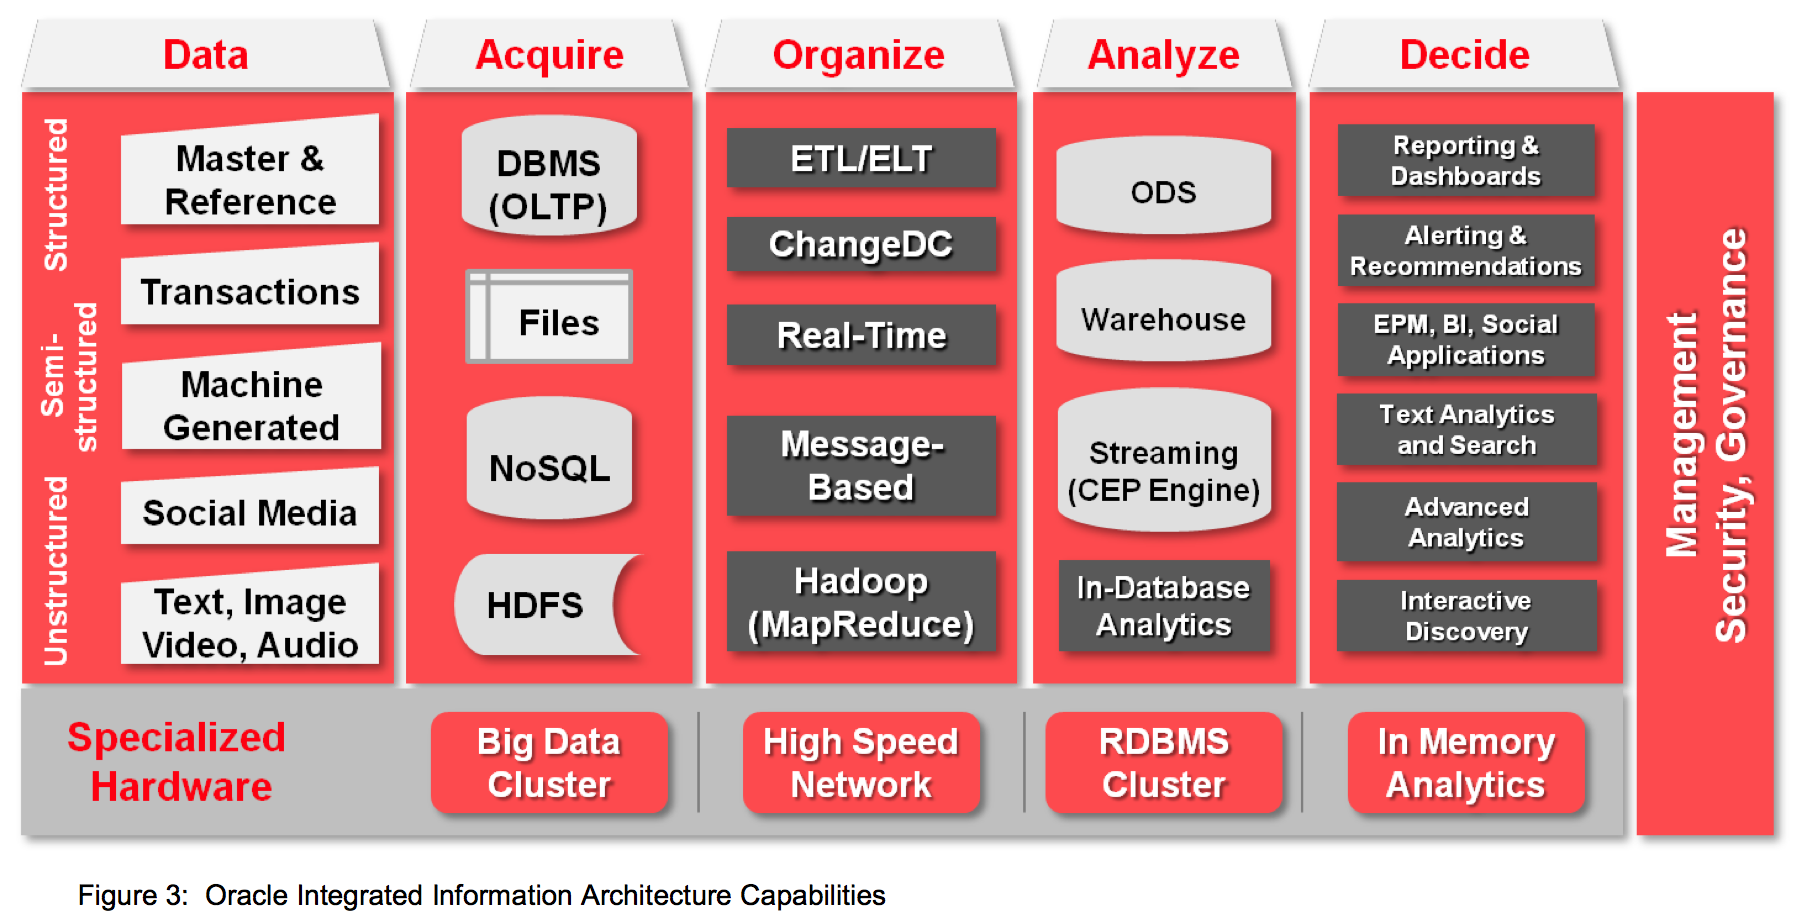 Data
Structured
Semi-
structured
Unstructured
Master &
Reference
Transactions
Machine
Generated
Social Media
Text, Image
Video, Audio
Acquire
DBMS
(OLTP)
Files
NoSQL
HDFS
Organize
ETL/ELT
ChangeDC
Real-Time
Message-
Based
Hadoop
(MapReduce)
Analyze
ODS
Warehouse
Streaming
(CEP Engine)
In-Database
Analytics
Decide
Reporting &
Dashboards
Alerting &
Recommendations
EPM, BI, Social
Applications
Text Analytics
and Search
Advanced
Analytics
Interactive
Discovery
Management
Security, Governance
Specialized
Hardware
Big Data
Cluster
High Speed
Network
RDBMS
Cluster
In Memory
Analytics
Figure 3:  Oracle Integrated Information Architecture Capabilities